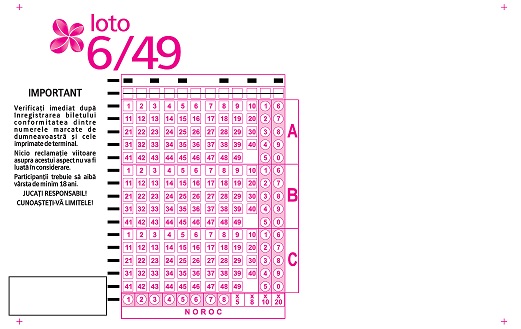 loto
6/49
IMPORTANT
Verificați imediat după
înregistrarea biletului
conformitatea dintre
numerele marcate de
dumneavoastră și cele
imprimate de terminal.
Nicio reclamație viitoare
asupra acestui aspect nu va fi
luată în considerare.
Participanții trebuie să aibă
vârsta de minim 18 ani.
JUCAȚI RESPONSABIL!
CUNOAȘTEȚI-VĂ LIMITELE!
1 2 3 4 5 6 7 8 9 10 1 6
11 12 13 14 15 16 17 18 19 20 2 7
21 22 23 24 25 26 27 28 29 30 3 8
31 32 33 34 35 36 37 38 39 40 4 9
41 42 43 44 45 46 47 48 49 5 0
A
1 2 3 4 5 6 7 8 9 10 1 6
11 12 13 14 15 16 17 18 19 20 2 7
21 22 23 24 25 26 27 28 29 30 3 8
31 32 33 34 35 36 37 38 39 40 4 9
41 42 43 44 45 46 47 48 49 5 0
B
1 2 3 4 5 6 7 8 9 10 1 6
11 12 13 14 15 16 17 18 19 20 2 7
21 22 23 24 25 26 27 28 29 30 3 8
31 32 33 34 35 36 37 38 39 40 4 9
41 42 43 44 45 46 47 48 49 5 0
C
1 2 3 4 5 6 7 8 x5 x8 x10 x20
NOROC